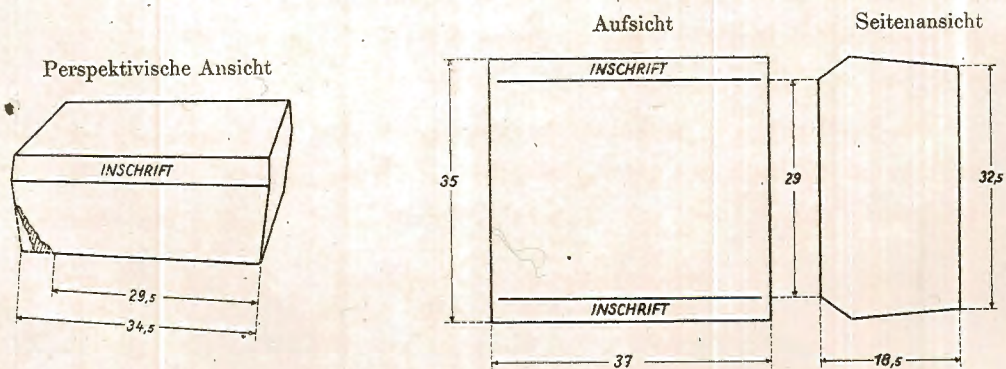 Perspektivische Ansicht
INSCHRIFT
29,5
34,5
Aufsicht
INSCHRIFT
35
29
INSCHRIFT
37
Seitenansicht
32,5
18,5